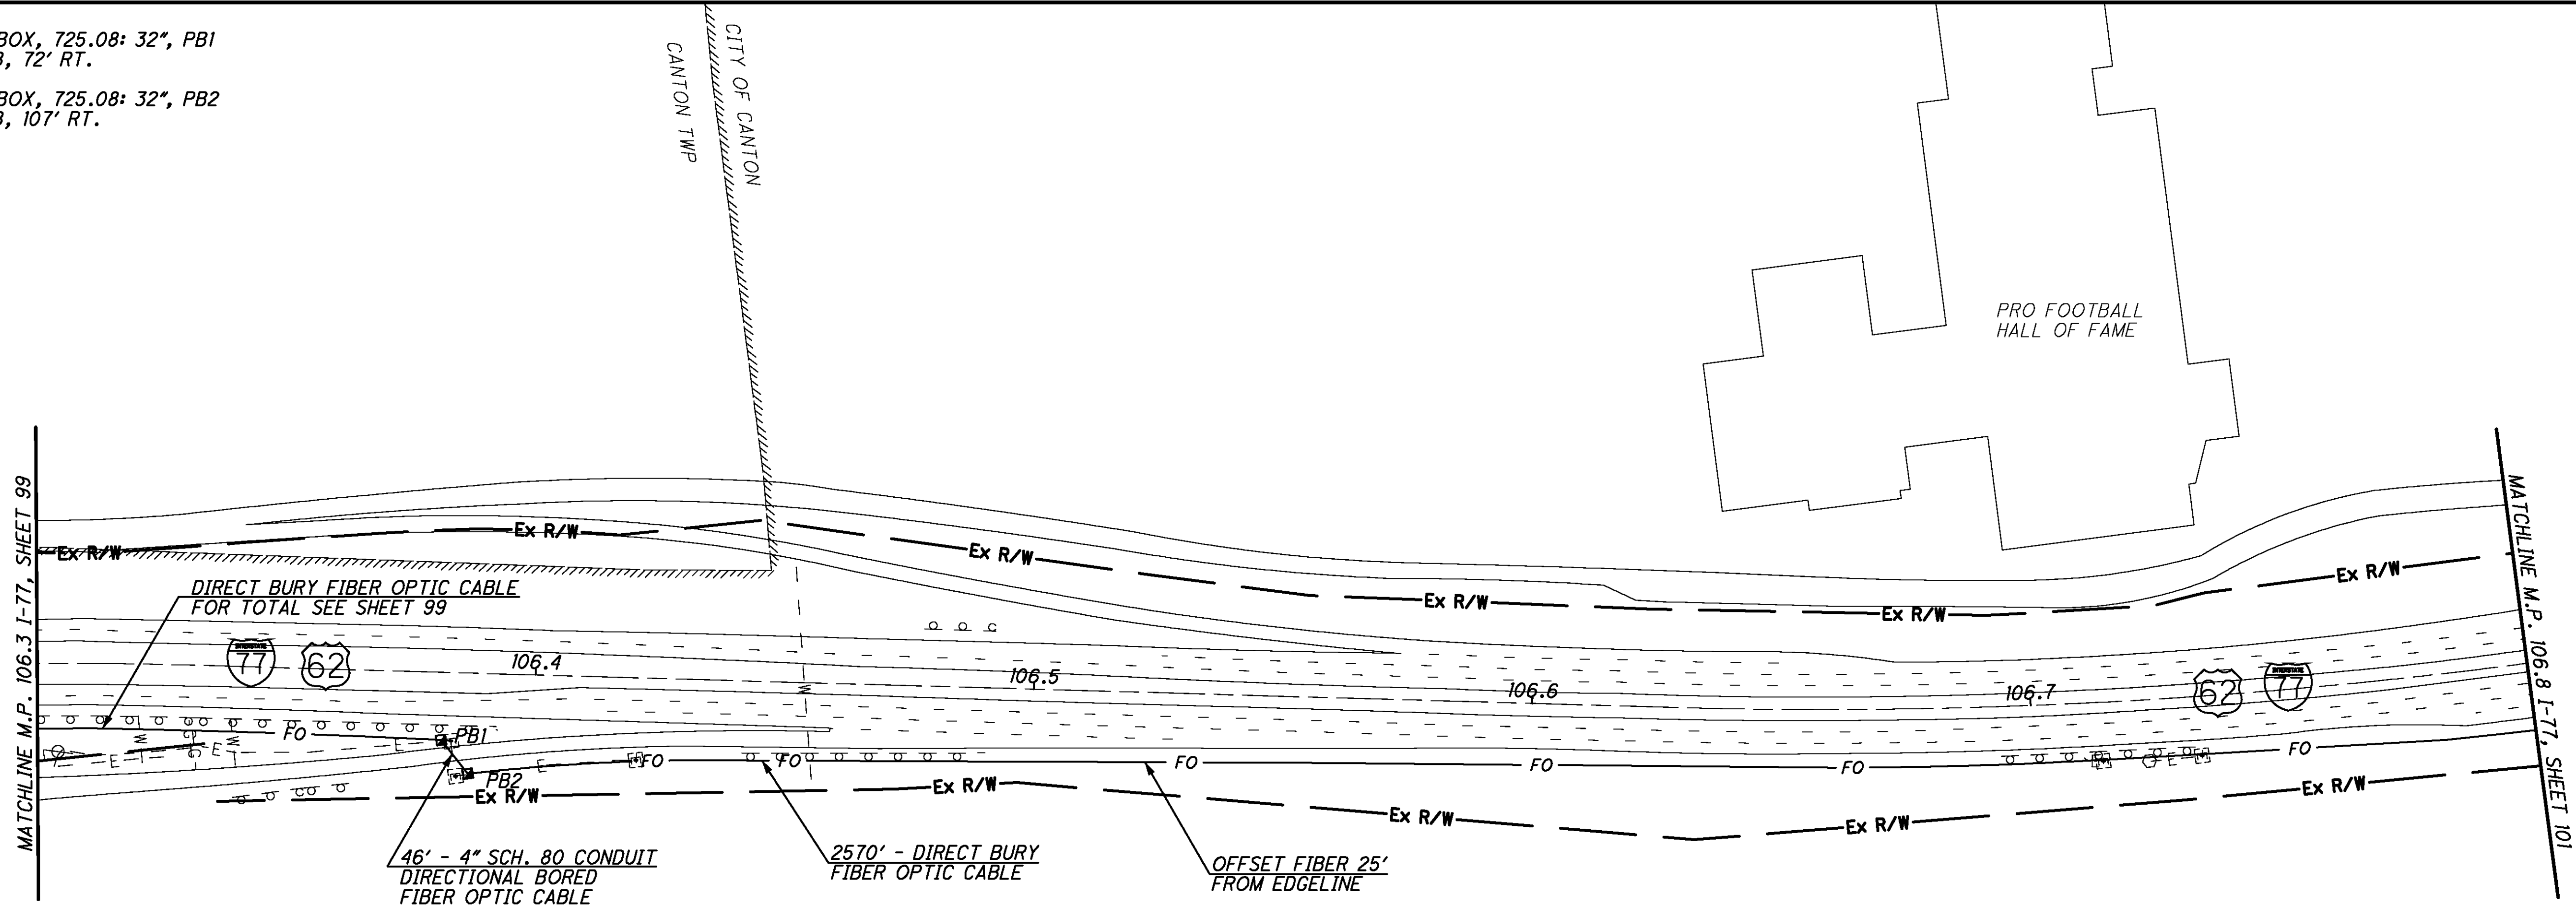 BOX, 725.08: 32", PB1
, 72' RT.
BOX, 725.08: 32", PB2
, 107' RT.
CITY OF CANTON
CANTON TWP
PRO FOOTBALL
HALL OF FAME
MATCHLINE M.P. 106.3 I-77, SHEET 99
MATCHLINE M.P. 106.8 I-77, SHEET 101
Ex R/W
Ex R/W
Ex R/W
Ex R/W
Ex R/W
Ex R/W
DIRECT BURY FIBER OPTIC CABLE
FOR TOTAL SEE SHEET 99
77
62
106.4
106.5
106.6
106.7
62
77
W
FO
PB1
E
E
E
W
W
PB2
E
FO
FO
FO
FO
FO
E
FO
Ex R/W
Ex R/W
Ex R/W
Ex R/W
Ex R/W
46' - 4" SCH. 80 CONDUIT
DIRECTIONAL BORED
FIBER OPTIC CABLE
2570' - DIRECT BURY
FIBER OPTIC CABLE
OFFSET FIBER 25'
FROM EDGELINE